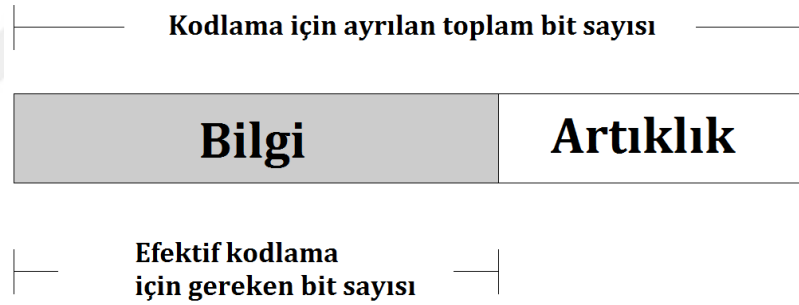 Kodlama için ayrılan toplam bit sayısı
Bilgi
Artıklık
Efektif kodlama
için gereken bit sayısı